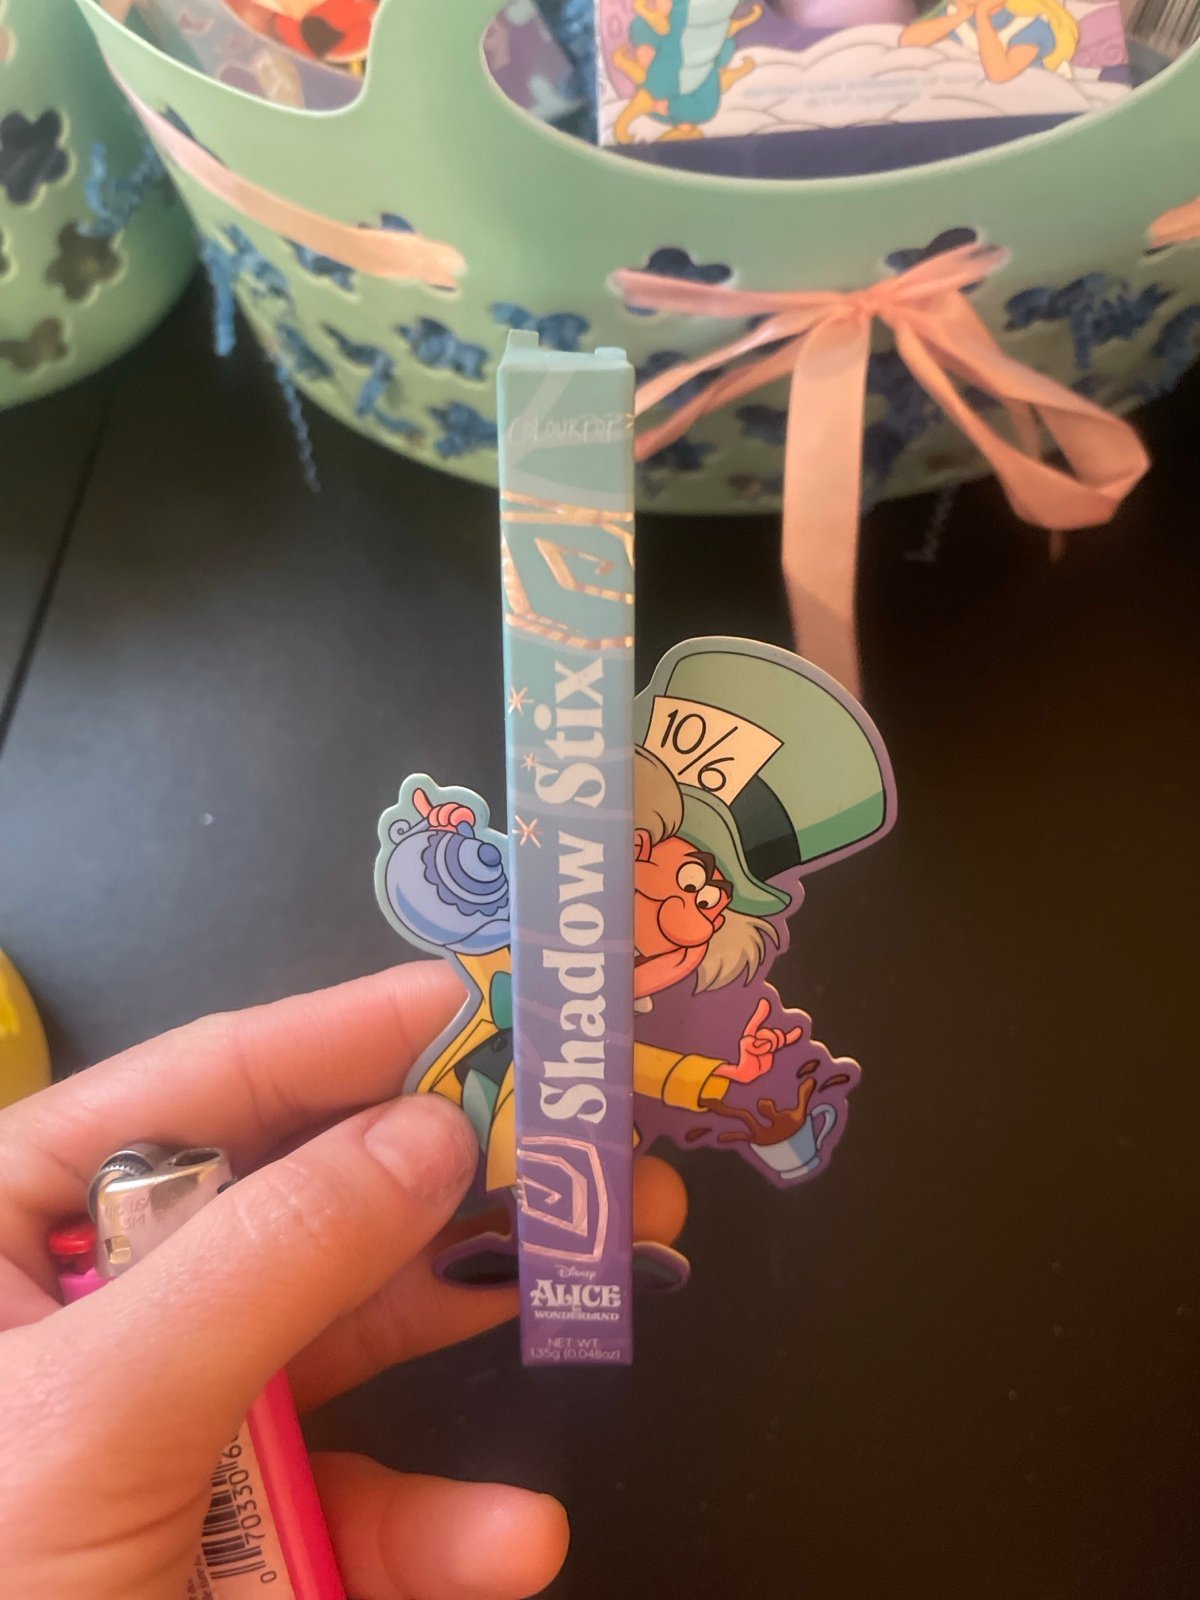 COLOURPOP
Shadow Stix
10/6
Disney
ALICE
in
WONDERLAND
NET WT.
1.35g (0.048oz)